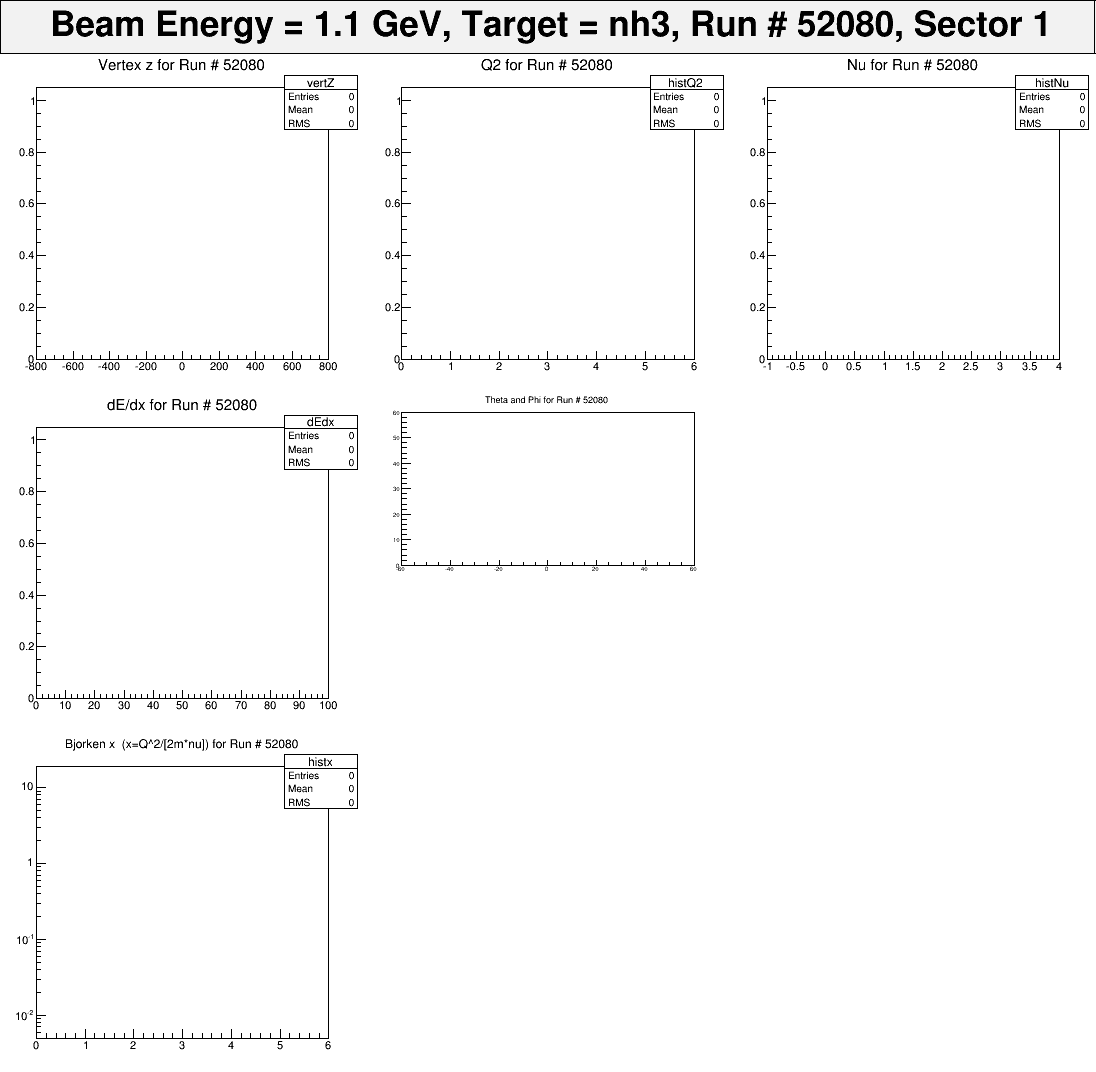 Beam Energy = 1.1 GeV, Target = nh3, Run # 52080, Sector 1
Vertex z for Run # 52080
vertZ
Entries 0
Mean 0
RMS 0
1
0.8
0.6
0.4
0.2
0
-800 -600 -400 -200 0 200 400 600 800
Q2 for Run # 52080
histQ2
Entries 0
Mean 0
RMS 0
1
0.8
0.6
0.4
0.2
0
0 1 2 3 4 5 6
Nu for Run # 52080
histNu
Entries 0
Mean 0
RMS 0
1
0.8
0.6
0.4
0.2
0
-1 -0.5 0 0.5 1 1.5 2 2.5 3 3.5 4
dE/dx for Run # 52080
dEdx
Entries 0
Mean 0
RMS 0
1
0.8
0.6
0.4
0.2
0
0 10 20 30 40 50 60 70 80 90 100
Theta and Phi for Run # 52080
60
50
40
30
20
10
0
-60 -40 -20 0 20 40 60
Bjorken x (x=Q^2/[2m*nu]) for Run # 52080
histx
Entries 0
Mean 0
RMS 0
10
1
10^-1
10^-2
0 1 2 3 4 5 6